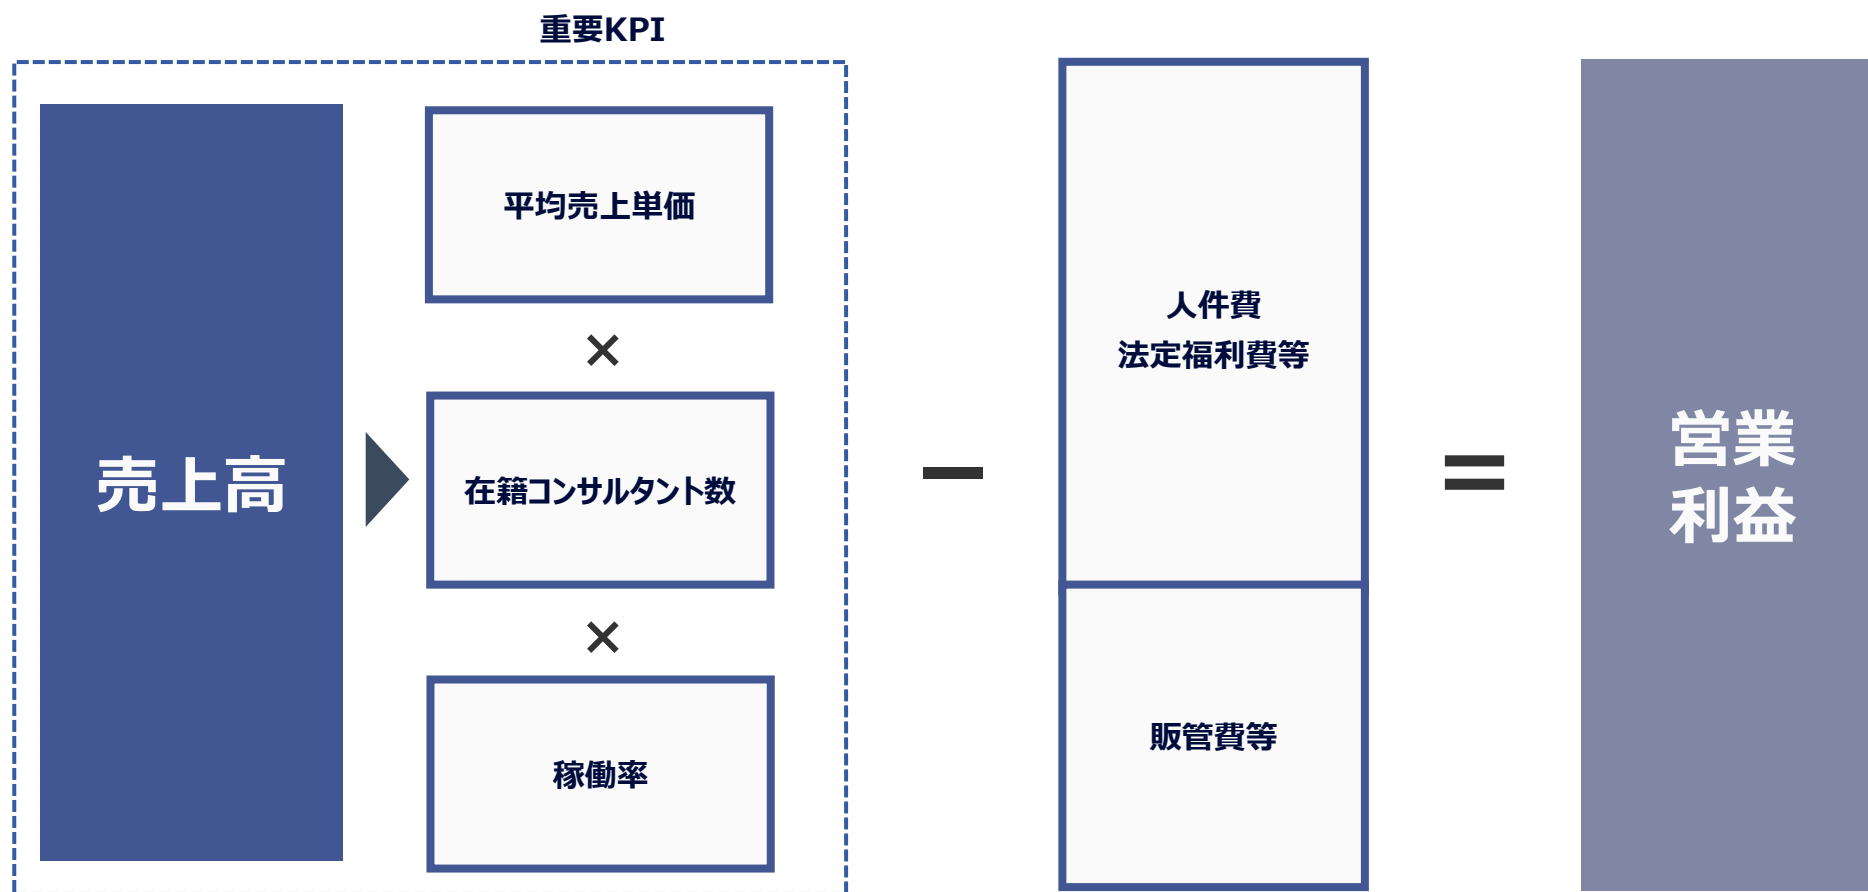 重要KPI
売上高
平均売上単価
×
在籍コンサルタント数
×
稼働率
ー
人件費
法定福利費等
販管費等
=
営業
利益